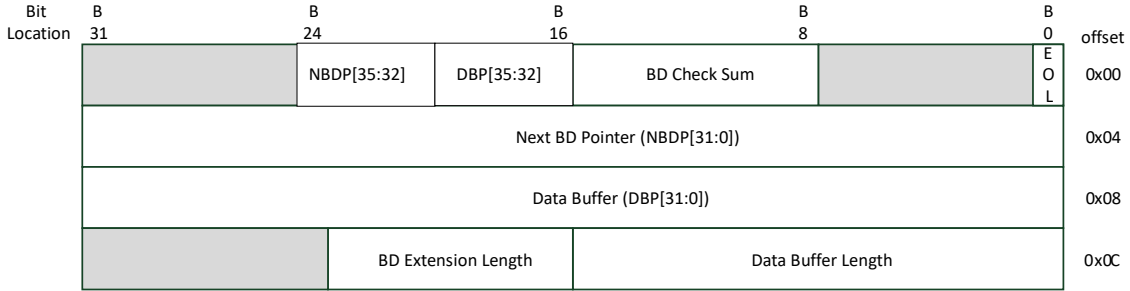 Bit B B B B B
Location 31 24 16 8 0 offset
NBDP[35:32] DBP[35:32] BD Check Sum E O L 0x00
Next BD Pointer (NBDP[31:0]) 0x04
Data Buffer (DBP[31:0]) 0x08
BD Extension Length Data Buffer Length 0x0C